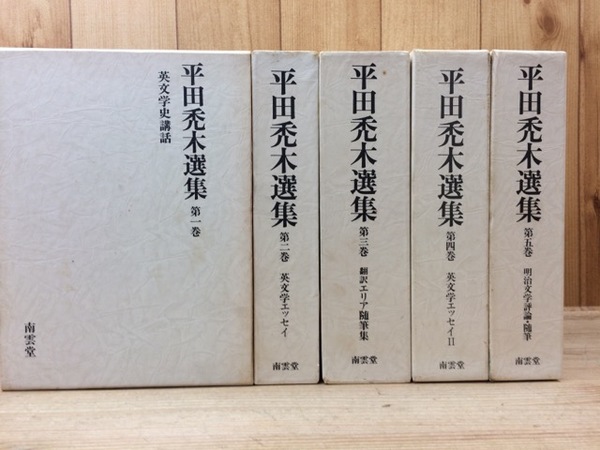 平田禿木選集 第一巻
英文学史講話
南雲堂
平田禿木選集 第二巻 英文学エッセイ
南雲堂
平田禿木選集 第三巻 翻訳エリア随筆集
南雲堂
平田禿木選集 第四巻 英文学エッセイII
南雲堂
平田禿木選集 第五巻 明治文学評論・随筆
南雲堂